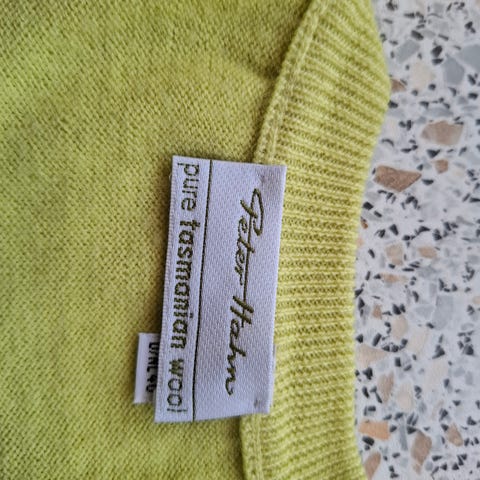 Peter Hahn
pure tasmanian wool